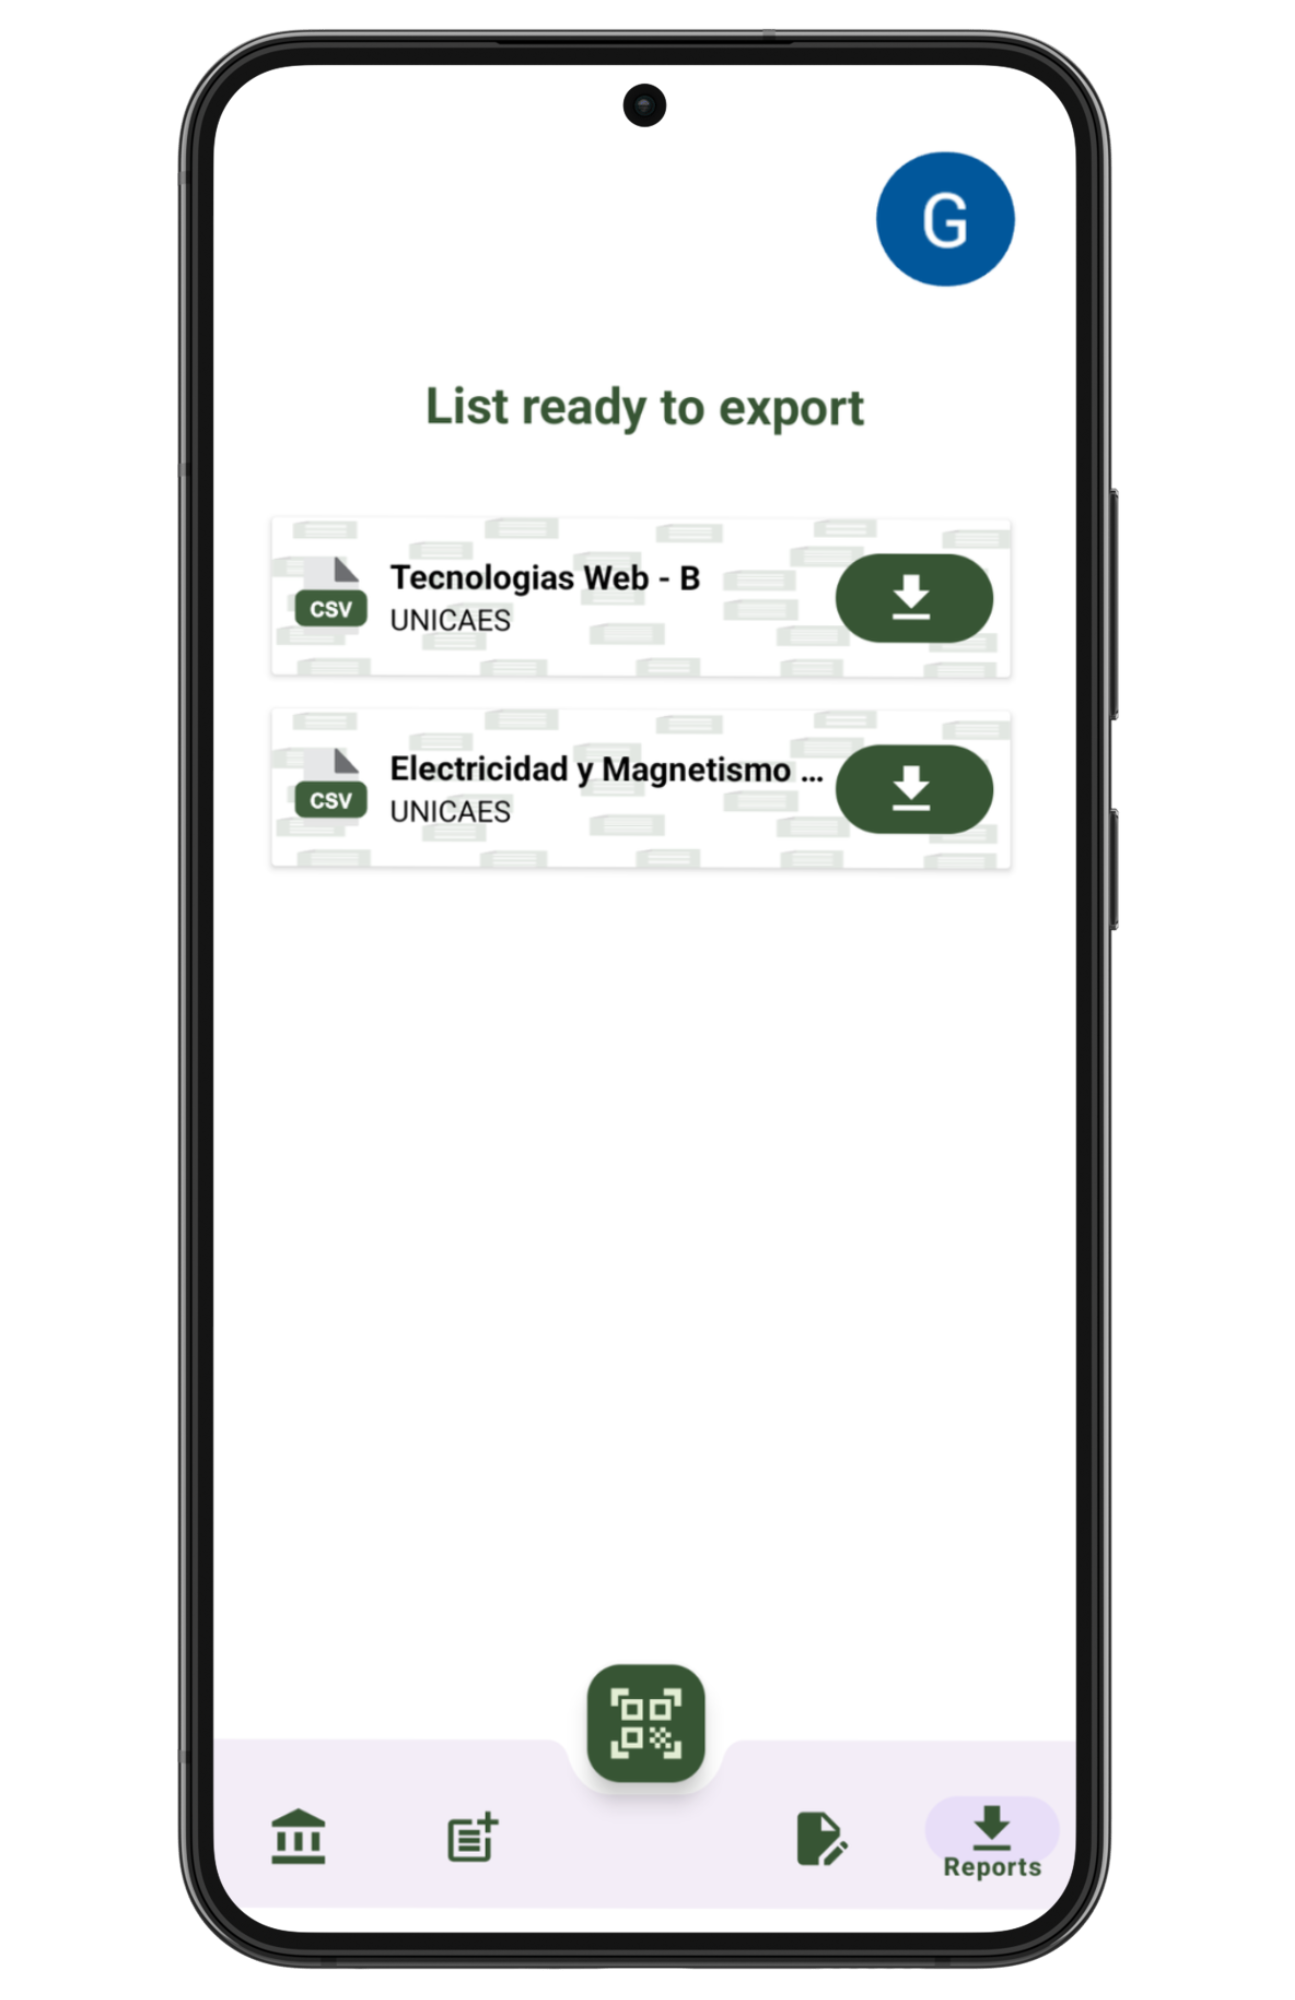 G
List ready to export
CSV
Tecnologias Web - B
UNICAES
CSV
Electricidad y Magnetismo ...
UNICAES
Reports